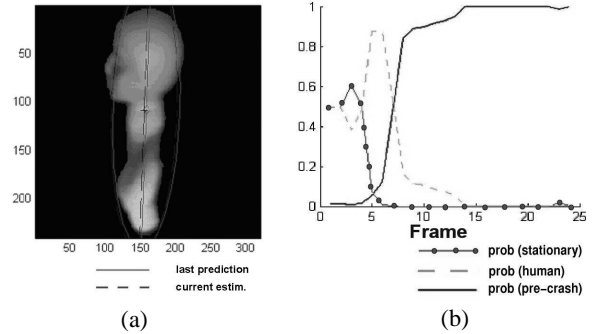 (a)
0
50
100
150
200
50 100 150 200 250 300
last prediction
current estim.
(b)
1
0.8
0.6
0.4
0.2
0
0 5 10 15 20 25
Frame
prob (stationary)
prob (human)
prob (pre-crash)
(a)
(b)